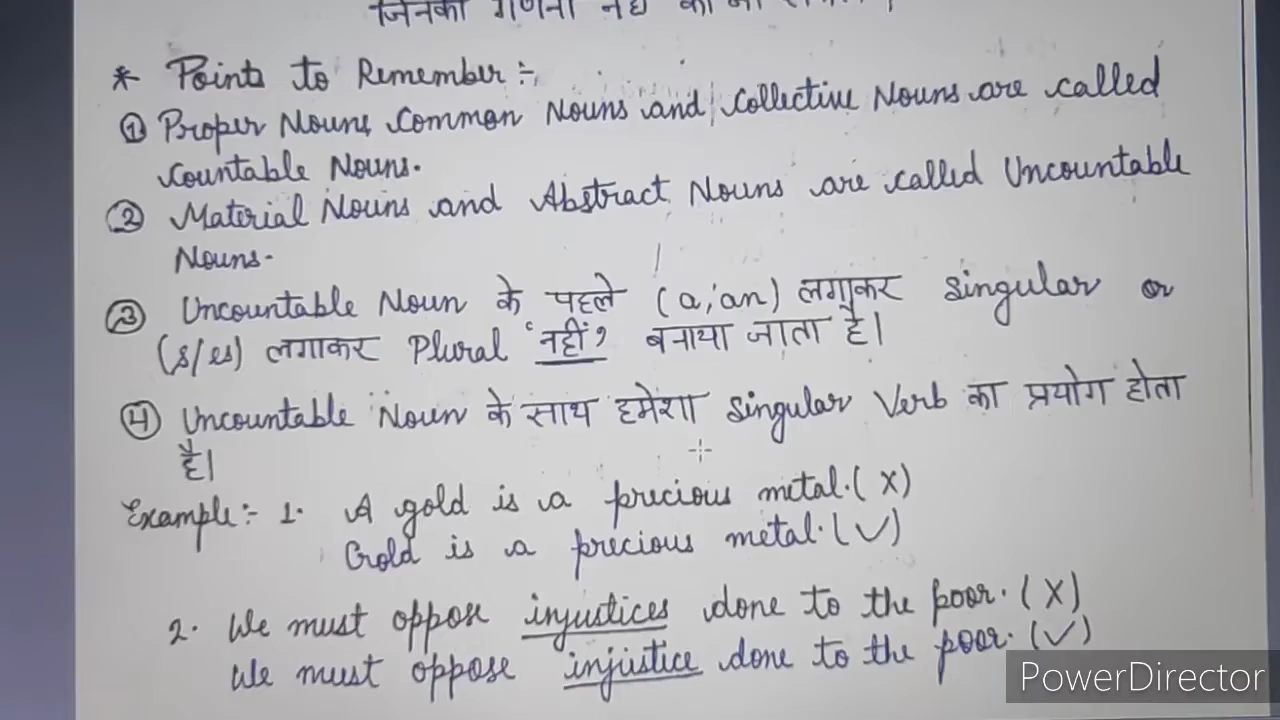 जिनकी गणना
* Points to Remember :-
① Proper Noun, Common Nouns and Collective Nouns are called
Countable Nouns.
② Material Nouns and Abstract Nouns are called Uncountable
Nouns.
③ Uncountable Noun के पहले (a, an) लगाकर Singular or
(s/es) लगाकर Plural 'नहीं' बनाया जाता है।
④ Uncountable Noun के साथ हमेशा Singular Verb का प्रयोग होता
है।
Example :- 1. A gold is a precious metal. (X)
Gold is a precious metal. (✓)
2. We must oppose injustices done to the poor. (X)
We must oppose injustice done to the poor. (✓)
PowerDirector